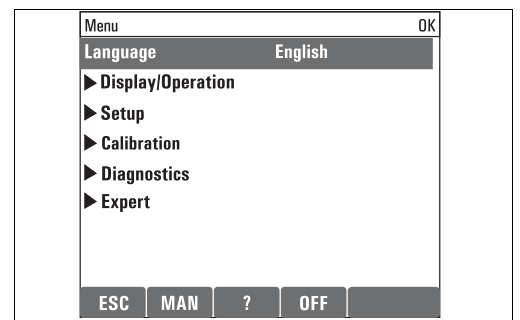 Menu OK
Language English
▶ Display/Operation
▶ Setup
▶ Calibration
▶ Diagnostics
▶ Expert
ESC MAN ? OFF